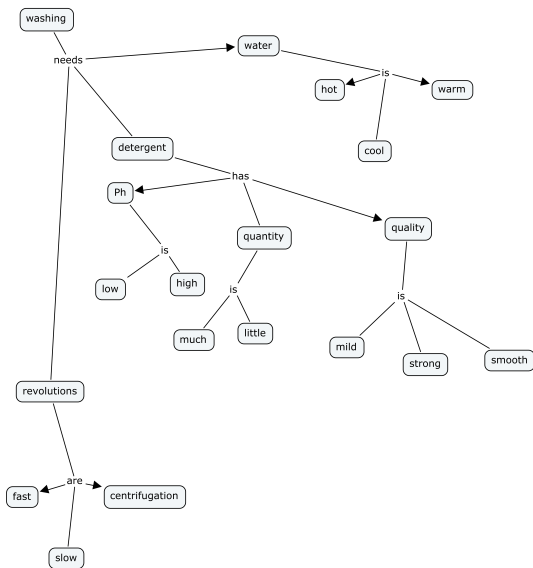 washing
needs
water
is
hot
warm
cool
detergent
has
Ph
is
low
high
quantity
is
much
little
quality
is
mild
strong
smooth
revolutions
are
fast
centrifugation
slow